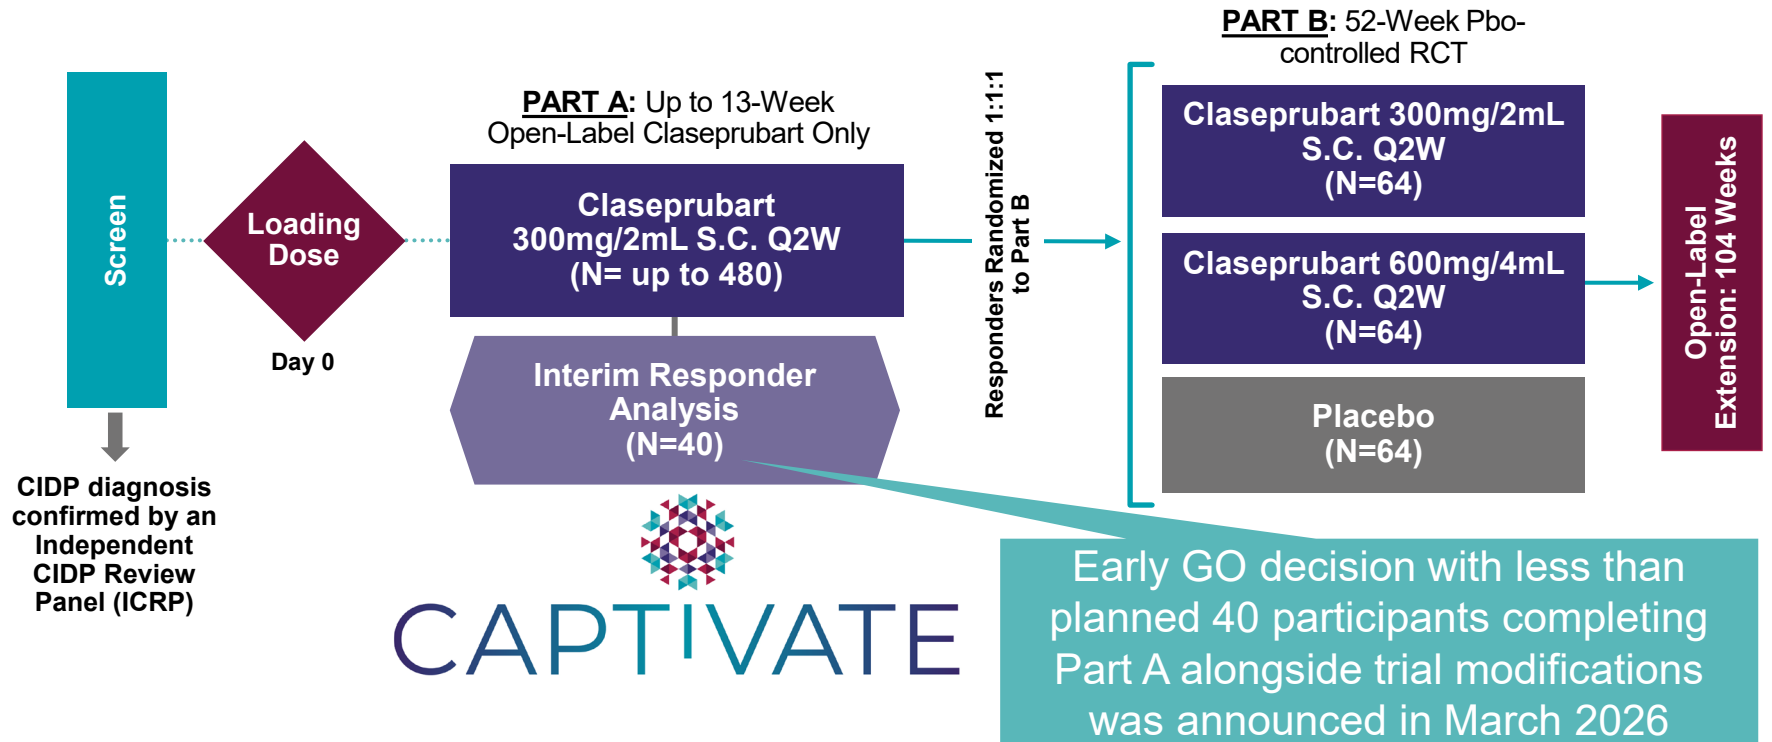 Screen
CIDP diagnosis
confirmed by an
Independent
CIDP Review
Panel (ICRP)
Loading
Dose
Day 0
PART A: Up to 13-Week
Open-Label Claseprubart Only
Claseprubart
300mg/2mL S.C. Q2W
(N= up to 480)
Interim Responder
Analysis
(N=40)
CAPTIVATE
Responders Randomized 1:1:1
to Part B
PART B: 52-Week Pbo-
controlled RCT
Claseprubart 300mg/2mL
S.C. Q2W
(N=64)
Claseprubart 600mg/4mL
S.C. Q2W
(N=64)
Placebo
(N=64)
Open-Label
Extension: 104 Weeks
Early GO decision with less than
planned 40 participants completing
Part A alongside trial modifications
was announced in March 2026